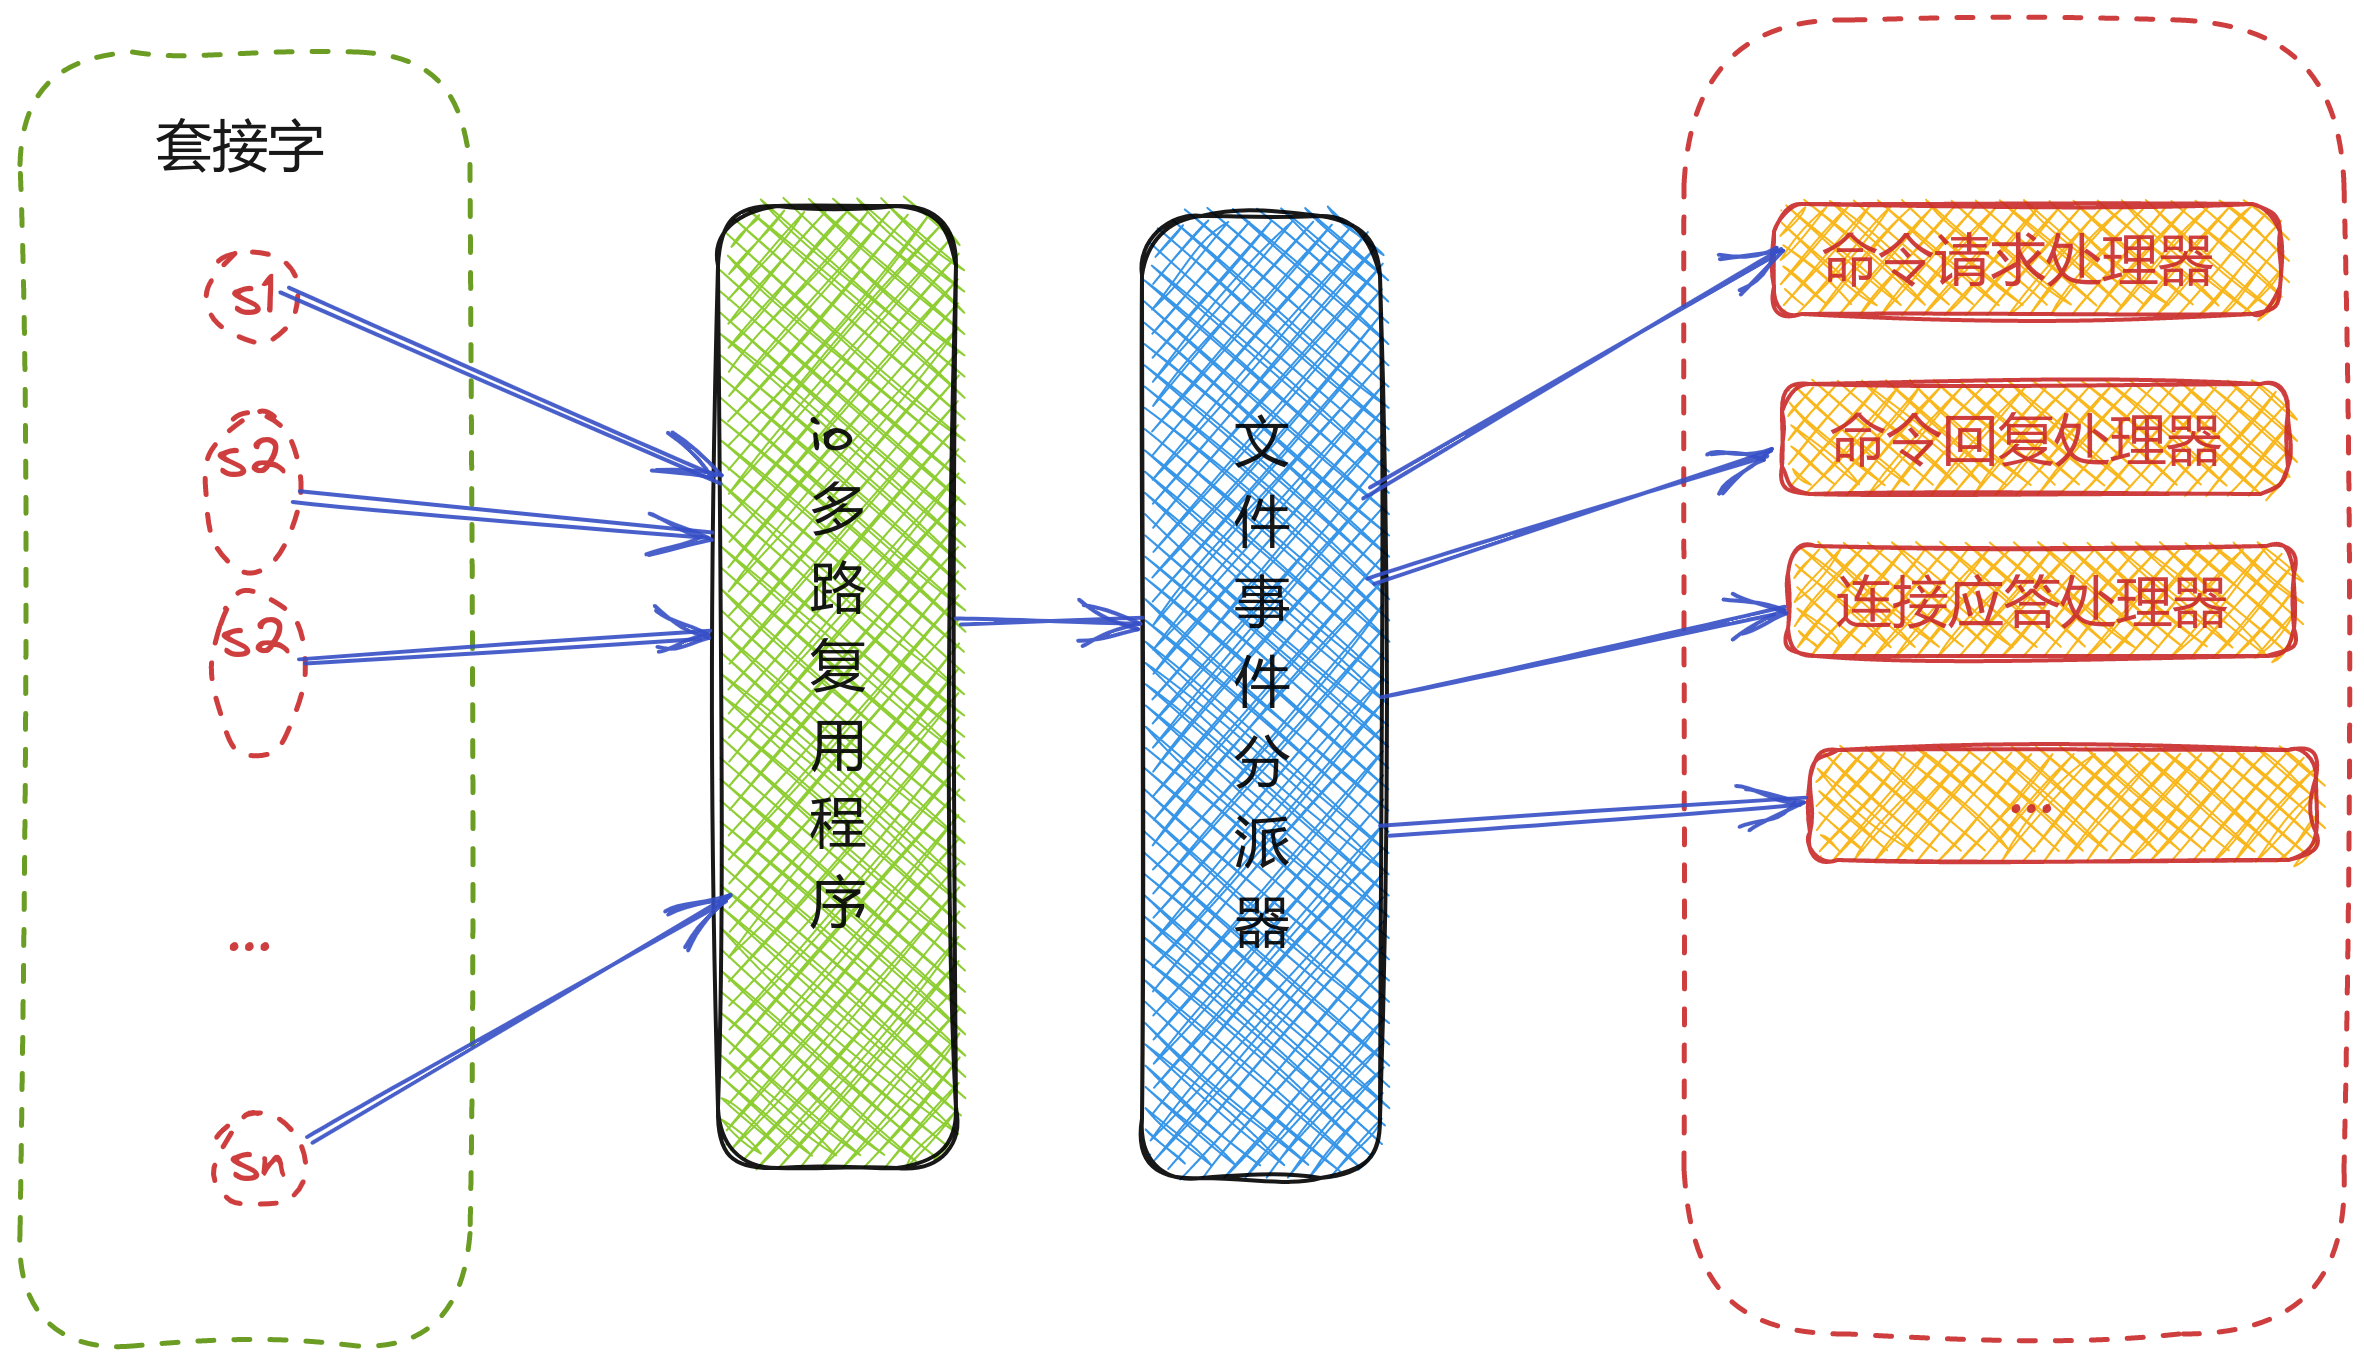 套接字
s1
s2
s2
...
sn
io多路复用程序
文件事件分派器
命令请求处理器
命令回复处理器
连接应答处理器
...